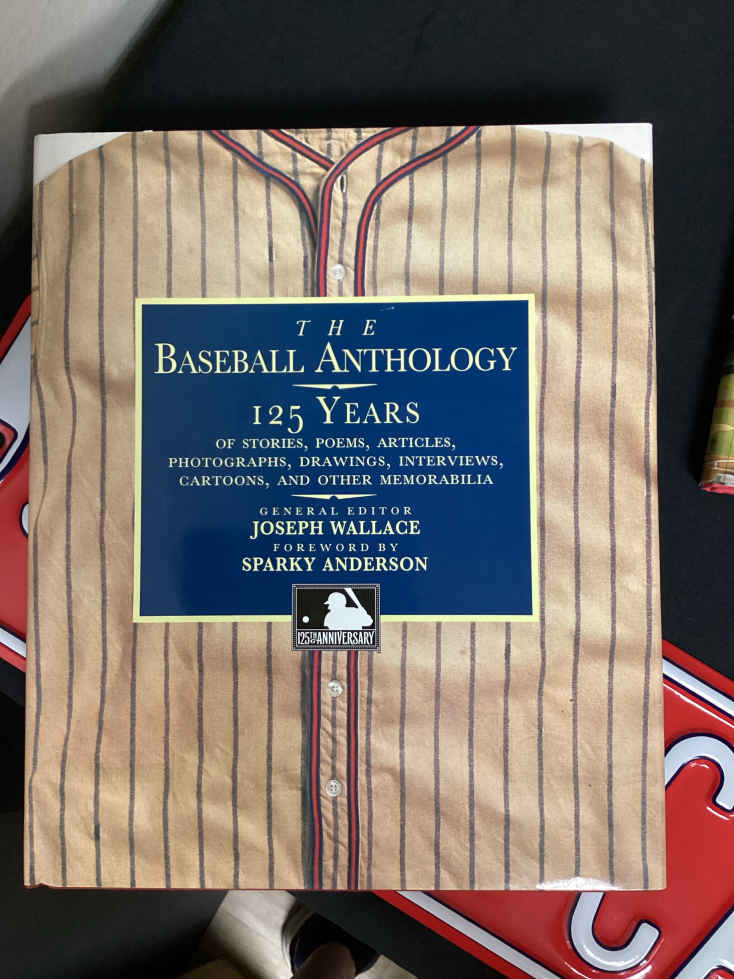 THE
BASEBALL ANTHOLOGY
125 YEARS
OF STORIES, POEMS, ARTICLES,
PHOTOGRAPHS, DRAWINGS, INTERVIEWS,
CARTOONS, AND OTHER MEMORABILIA
GENERAL EDITOR
JOSEPH WALLACE
FOREWORD BY
SPARKY ANDERSON
125TH ANNIVERSARY